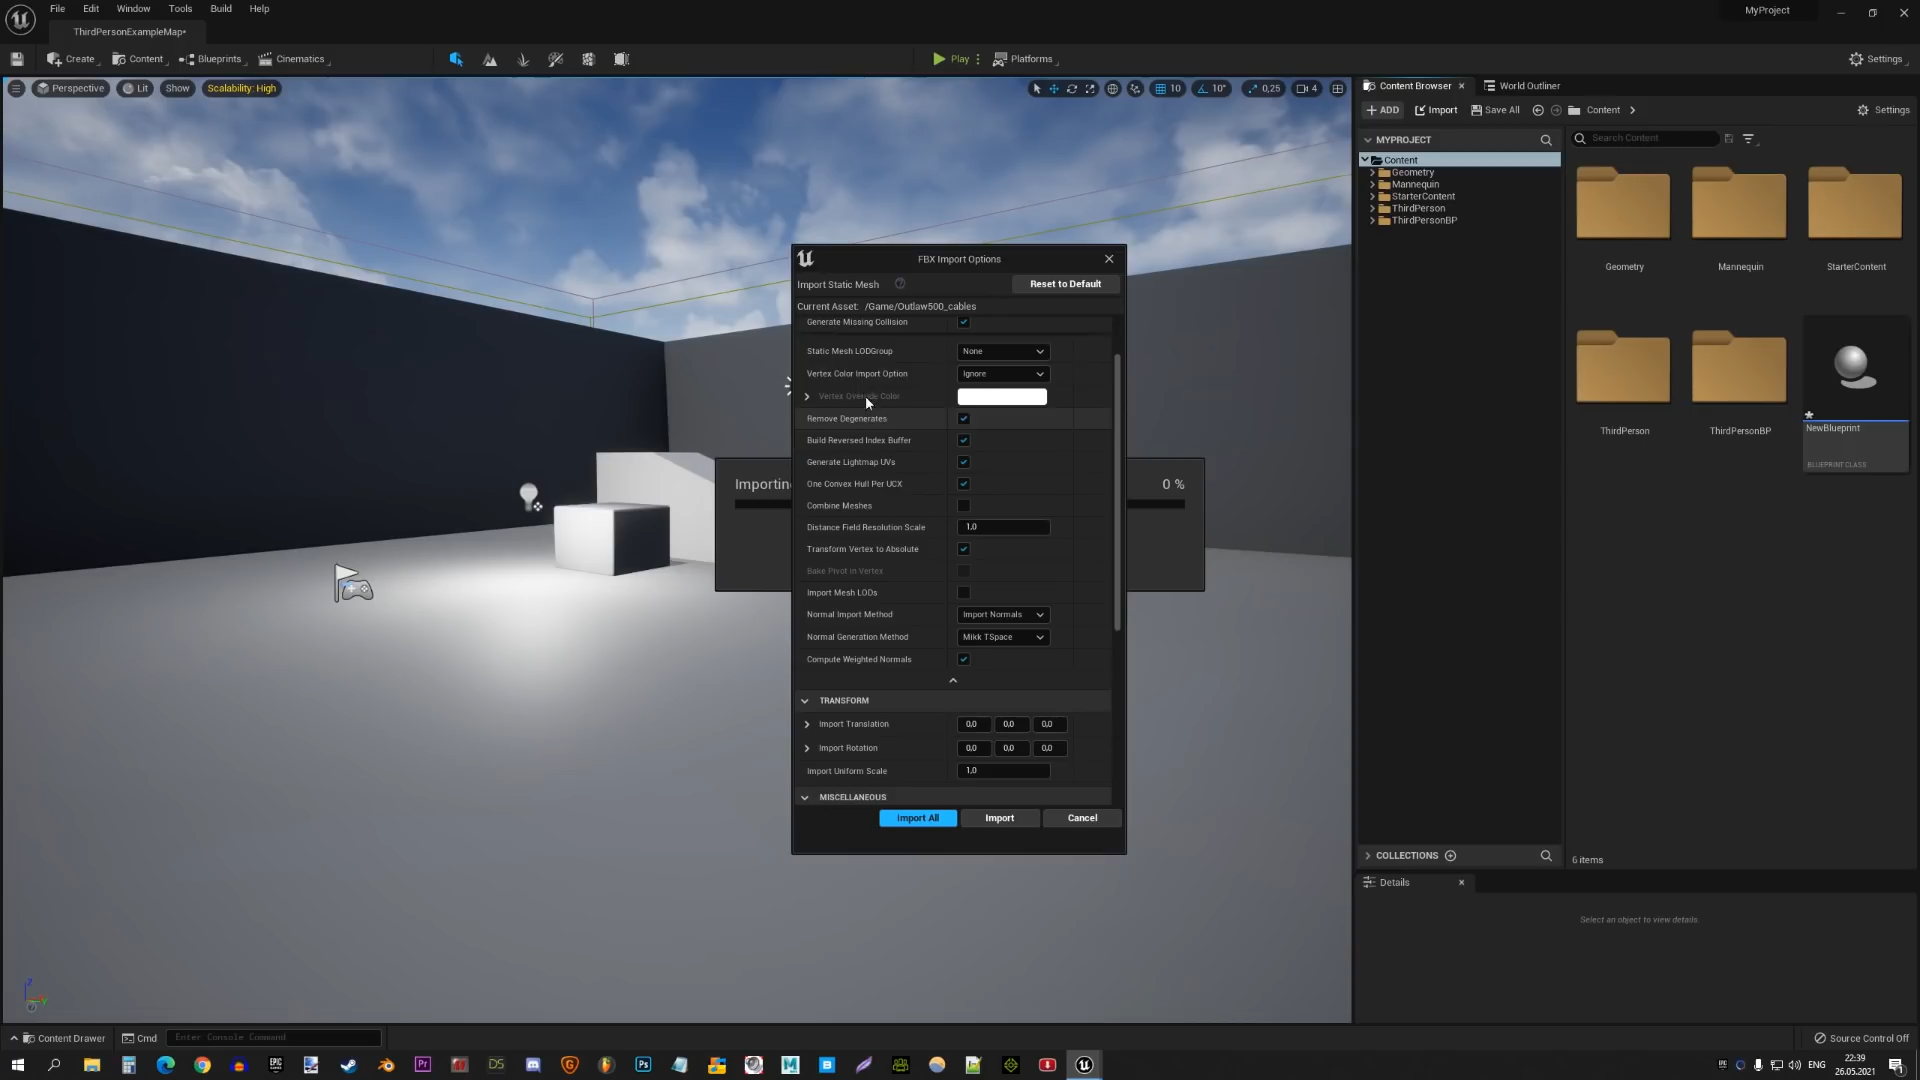 File Edit Window Tools Build Help
MyProject
ThirdPersonExampleMap*
Create Content Blueprints Cinematics
Play Platforms
Settings
Perspective Lit Show Scalability: High
10 10° 0,25 4
Content Browser World Outliner
ADD Import Save All Content Settings
MYPROJECT
Search Content
Content
Geometry
Mannequin
StarterContent
ThirdPerson
ThirdPersonBP
Geometry Mannequin StarterContent
ThirdPerson ThirdPersonBP
NewBlueprint
BLUEPRINT CLASS
FBX Import Options
Import Static Mesh Reset to Default
Current Asset: /Game/Outlaw500_cables
Generate Missing Collision
Static Mesh LODGroup None
Vertex Color Import Option Ignore
Vertex Override Color
Remove Degenerates
Build Reversed Index Buffer
Generate Lightmap UVs
One Convex Hull Per UCX
Combine Meshes
Distance Field Resolution Scale 1.0
Transform Vertex to Absolute
Bake Pivot in Vertex
Import Mesh LODs
Normal Import Method Import Normals
Normal Generation Method Mikk TSpace
Compute Weighted Normals
TRANSFORM
Import Translation 0,0 0,0 0,0
Import Rotation 0,0 0,0 0,0
Import Uniform Scale 1,0
MISCELLANEOUS
Import All Import Cancel
Importing
0 %
COLLECTIONS
6 items
Details
Select an object to view details.
Content Drawer Cmd Enter Console Command
Source Control Off
ENG
22:39
26.05.2021